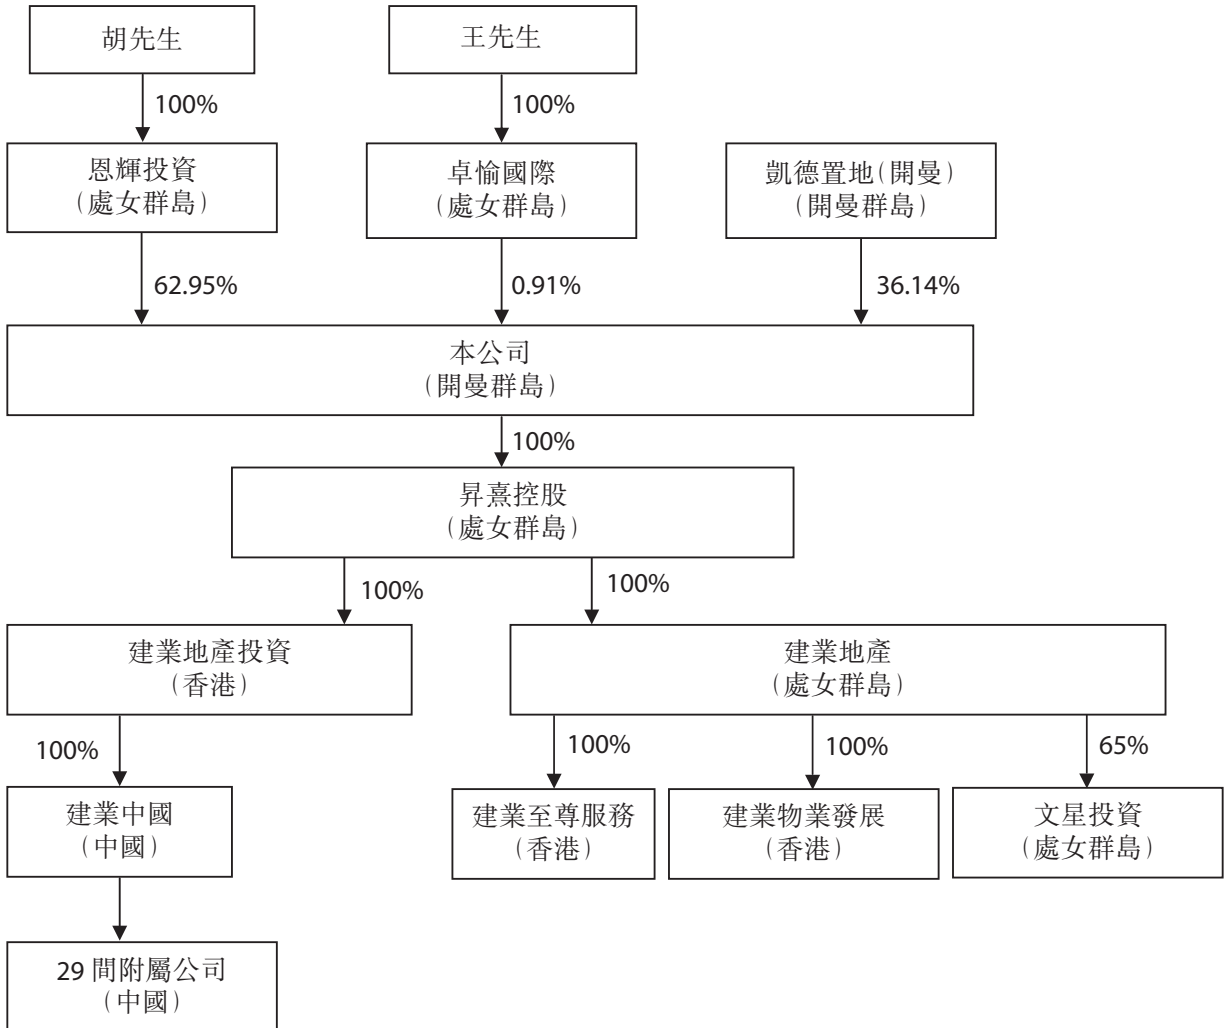 胡先生
王先生
100%
100%
恩輝投資
(處女群島)
卓愉國際
(處女群島)
凱德置地(開曼)
(開曼群島)
62.95%
0.91%
36.14%
本公司
(開曼群島)
100%
昇熹控股
(處女群島)
100%
100%
建業地產投資
(香港)
建業地產
(處女群島)
100%
100%
100%
65%
建業中國
(中國)
建業至尊服務
(香港)
建業物業發展
(香港)
文星投資
(處女群島)
29 間附屬公司
(中國)